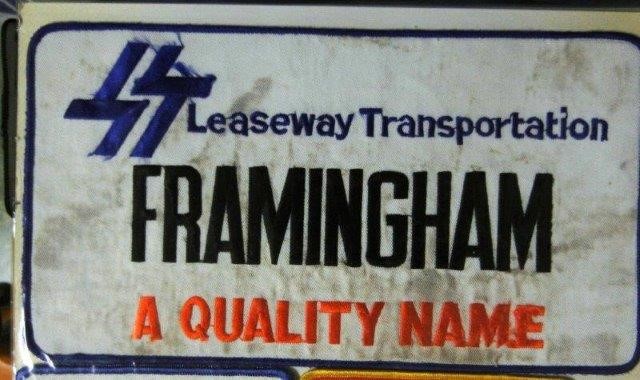 Leaseway Transportation
FRAMINGHAM
A QUALITY NAME